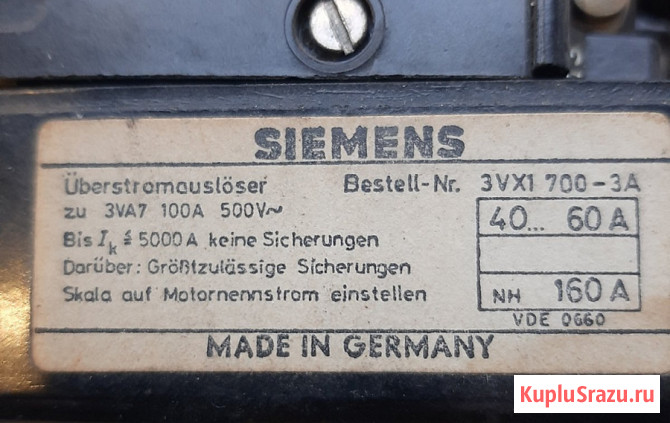 SIEMENS
Überstromauslöser Bestell-Nr. 3VX1 700-3A
zu 3VA7 100A 500V~
40... 60 A
Bis Iₖ ≦ 5000 A keine Sicherungen
Darüber: Größtzulässige Sicherungen
Skala auf Motornennstrom einstellen
NH 160 A
VDE 0660
MADE IN GERMANY
KupluSrazu.ru